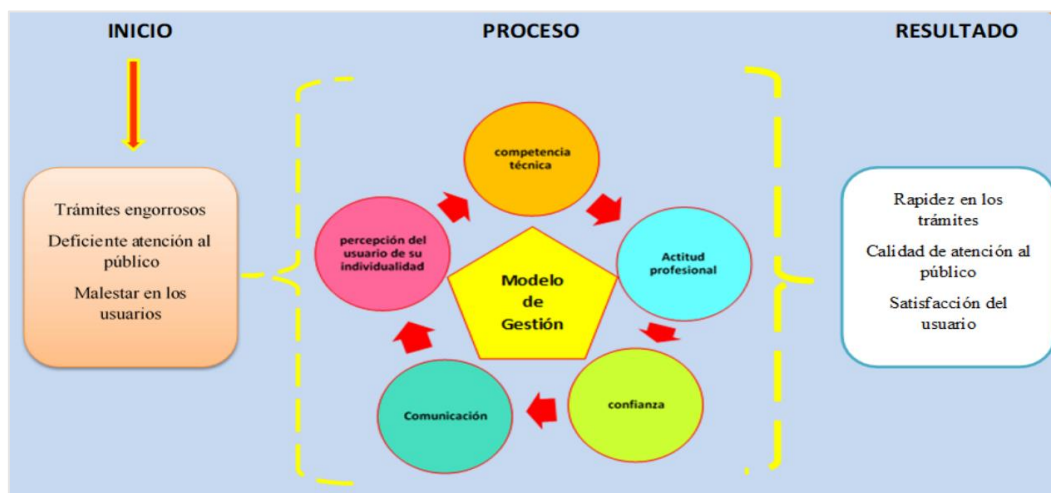 INICIO
PROCESO
RESULTADO
Trámites engorrosos
Deficiente atención al
público
Malestar en los
usuarios
competencia
técnica
percepción del
usuario de su
individualidad
Actitud
profesional
Modelo
de
Gestión
Comunicación
confianza
Rapidez en los
trámites
Calidad de atención al
público
Satisfacción del
usuario